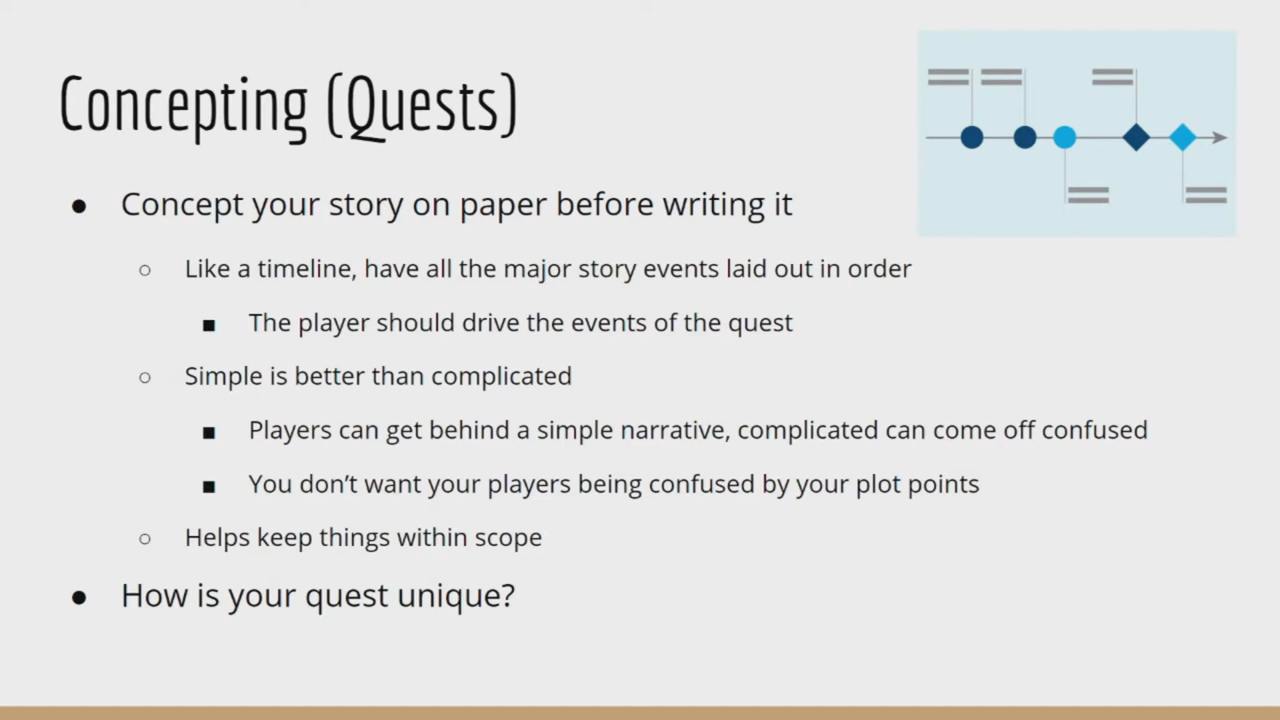 Concepting (Quests)
● Concept your story on paper before writing it
○ Like a timeline, have all the major story events laid out in order
■ The player should drive the events of the quest
○ Simple is better than complicated
■ Players can get behind a simple narrative, complicated can come off confused
■ You don’t want your players being confused by your plot points
○ Helps keep things within scope
● How is your quest unique?